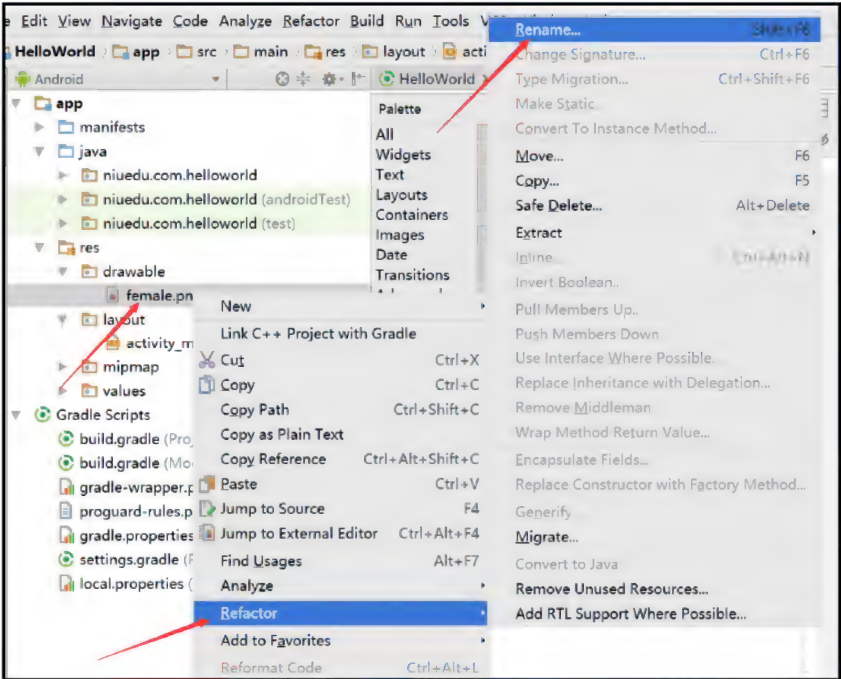 Edit View Navigate Code Analyze Refactor Build Run Tools
HelloWorld app src main res layout
Android
HelloWorld
app
manifests
java
niuedu.com.helloworld
niuedu.com.helloworld (androidTest)
niuedu.com.helloworld (test)
res
drawable
female.pn
layout
activity_m
mipmap
values
Gradle Scripts
build.gradle (Pro
build.gradle (Mo
gradle-wrapper.p
proguard-rules.p
gradle.properties
settings.gradle (P
local.properties (
Palette
All
Widgets
Text
Layouts
Containers
Images
Date
Transitions
New
Link C++ Project with Gradle
Cut Ctrl+X
Copy Ctrl+C
Copy Path Ctrl+Shift+C
Copy as Plain Text
Copy Reference Ctrl+Alt+Shift+C
Paste Ctrl+V
Jump to Source F4
Jump to External Editor Ctrl+Alt+F4
Find Usages Alt+F7
Analyze
Refactor
Add to Favorites
Reformat Code Ctrl+Alt+L
Rename... Shift+F6
Change Signature... Ctrl+F6
Type Migration... Ctrl+Shift+F6
Make Static
Convert To Instance Method...
Move... F6
Copy... F5
Safe Delete... Alt+Delete
Extract
Inline... Ctrl+Alt+N
Invert Boolean..
Pull Members Up..
Push Members Down
Use Interface Where Possible.
Replace Inheritance with Delegation...
Remove Middleman
Wrap Method Return Value...
Encapsulate Fields...
Replace Constructor with Factory Method...
Generify
Migrate...
Convert to Java
Remove Unused Resources...
Add RTL Support Where Possible...